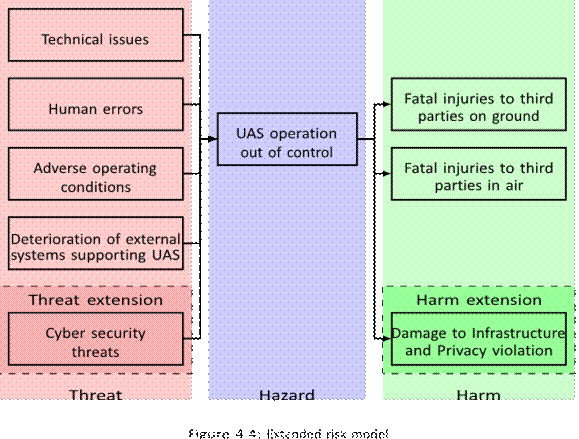 Technical issues
Human errors
Adverse operating
conditions
Deterioration of external
systems supporting UAS
Threat extension
Cyber security
threats
Threat
UAS operation
out of control
Hazard
Fatal injuries to third
parties on ground
Fatal injuries to third
parties in air
Harm extension
Damage to Infrastructure
and Privacy violation
Harm
Figure 4.4: Extended risk model